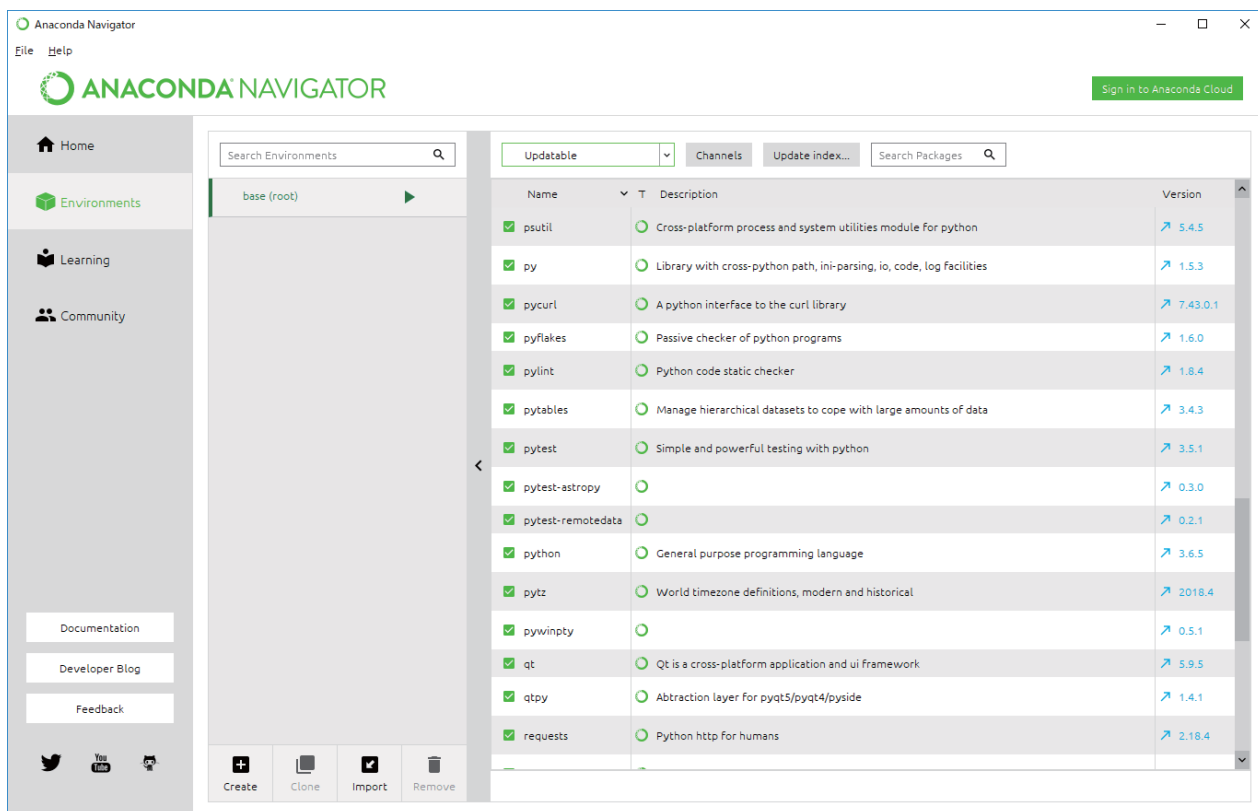 Anaconda Navigator
File Help
ANACONDA NAVIGATOR
Sign in to Anaconda Cloud
Home
Environments
Learning
Community
Documentation
Developer Blog
Feedback
You Tube
Search Environments
base (root)
Create Clone Import Remove
Updatable Channels Update index... Search Packages
Name T Description Version
psutil Cross-platform process and system utilities module for python 5.4.5
py Library with cross-python path, ini-parsing, io, code, log facilities 1.5.3
pycurl A python interface to the curl library 7.43.0.1
pyflakes Passive checker of python programs 1.6.0
pylint Python code static checker 1.8.4
pytables Manage hierarchical datasets to cope with large amounts of data 3.4.3
pytest Simple and powerful testing with python 3.5.1
pytest-astropy 0.3.0
pytest-remotedata 0.2.1
python General purpose programming language 3.6.5
pytz World timezone definitions, modern and historical 2018.4
pywinpty 0.5.1
qt Qt is a cross-platform application and ui framework 5.9.5
qtpy Abtraction layer for pyqt5/pyqt4/pyside 1.4.1
requests Python http for humans 2.18.4